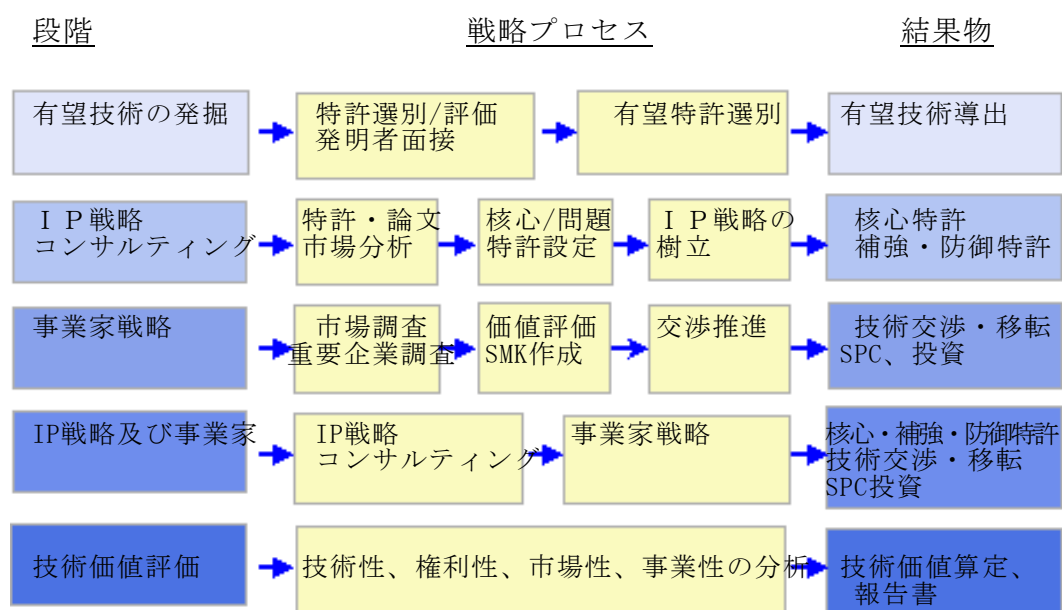 段階
戦略プロセス
結果物
有望技術の発掘
特許選別/評価
発明者面接
有望特許選別
有望技術導出
ＩＰ戦略
コンサルティング
特許・論文
市場分析
核心/問題
特許設定
ＩＰ戦略の
樹立
核心特許
補強・防御特許
事業家戦略
市場調査
重要企業調査
価値評価
SMK作成
交渉推進
技術交渉・移転
SPC、投資
IP戦略及び事業家
IP戦略
コンサルティング
事業家戦略
核心・補強・防御特許
技術交渉・移転
SPC投資
技術価値評価
技術性、権利性、市場性、事業性の分析
技術価値算定、
報告書